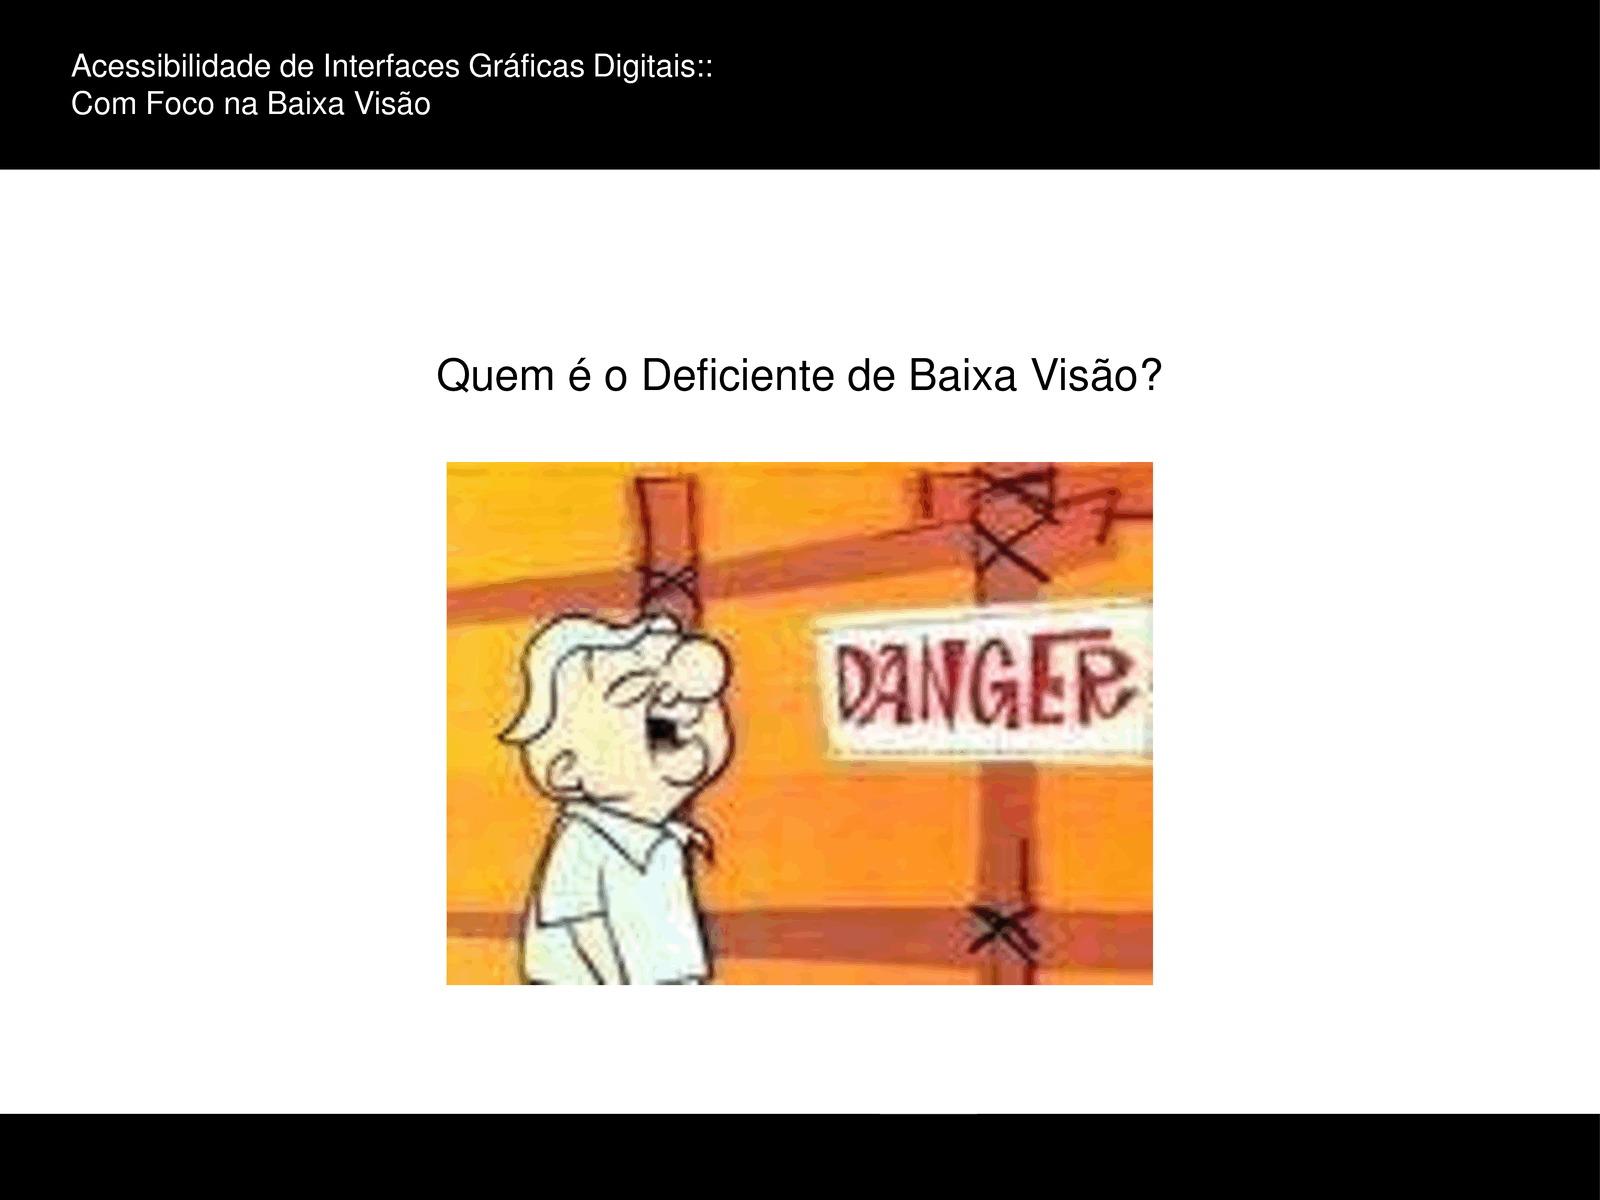 Acessibilidade de Interfaces Gráficas Digitais::
Com Foco na Baixa Visão
Quem é o Deficiente de Baixa Visão?
DANGER